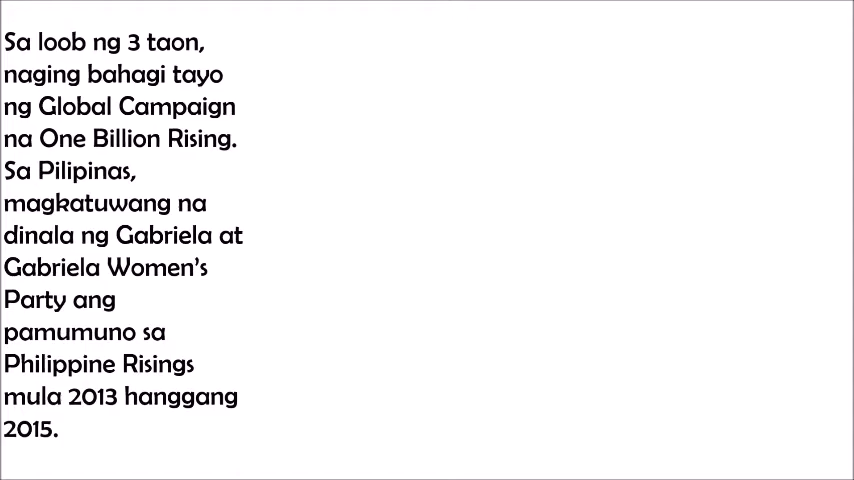 Sa loob ng 3 taon,
naging bahagi tayo
ng Global Campaign
na One Billion Rising.
Sa Pilipinas,
magkatuwang na
dinala ng Gabriela at
Gabriela Women's
Party ang
pamumuno sa
Philippine Risings
mula 2013 hanggang
2015.